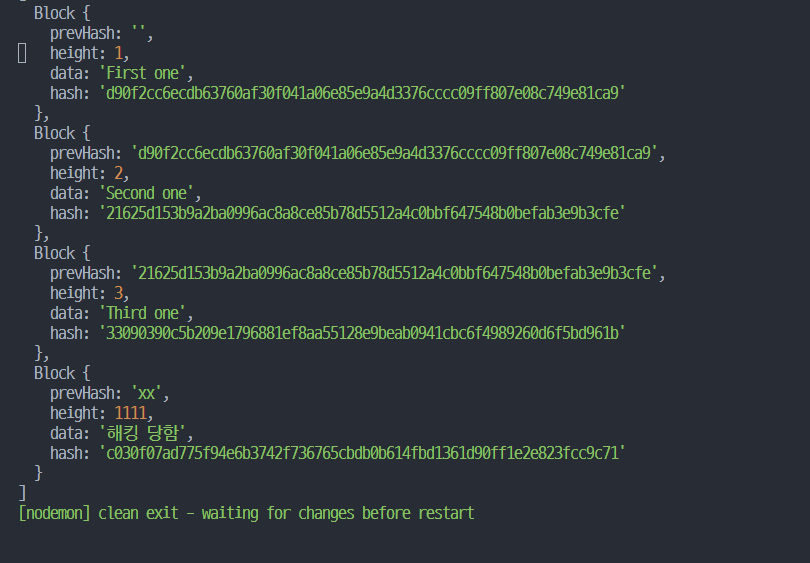 Block {
prevHash: '',
height: 1,
data: 'First one',
hash: 'd90f2cc6ecdb63760af30f041a06e85e9a4d3376cccc09ff807e08c749e81ca9'
},
Block {
prevHash: 'd90f2cc6ecdb63760af30f041a06e85e9a4d3376cccc09ff807e08c749e81ca9',
height: 2,
data: 'Second one',
hash: '21625d153b9a2ba0996ac8a8ce85b78d5512a4c0bbf647548b0befab3e9b3cfe'
},
Block {
prevHash: '21625d153b9a2ba0996ac8a8ce85b78d5512a4c0bbf647548b0befab3e9b3cfe',
height: 3,
data: 'Third one',
hash: '33090390c5b209e1796881ef8aa55128e9beab0941cbc6f4989260d6f5bd961b'
},
Block {
prevHash: 'xx',
height: 1111,
data: '해킹 당함',
hash: 'c030f07ad775f94e6b3742f736765cbdb0b614fbd1361d90ff1e2e823fcc9c71'
}
]
[nodemon] clean exit - waiting for changes before restart